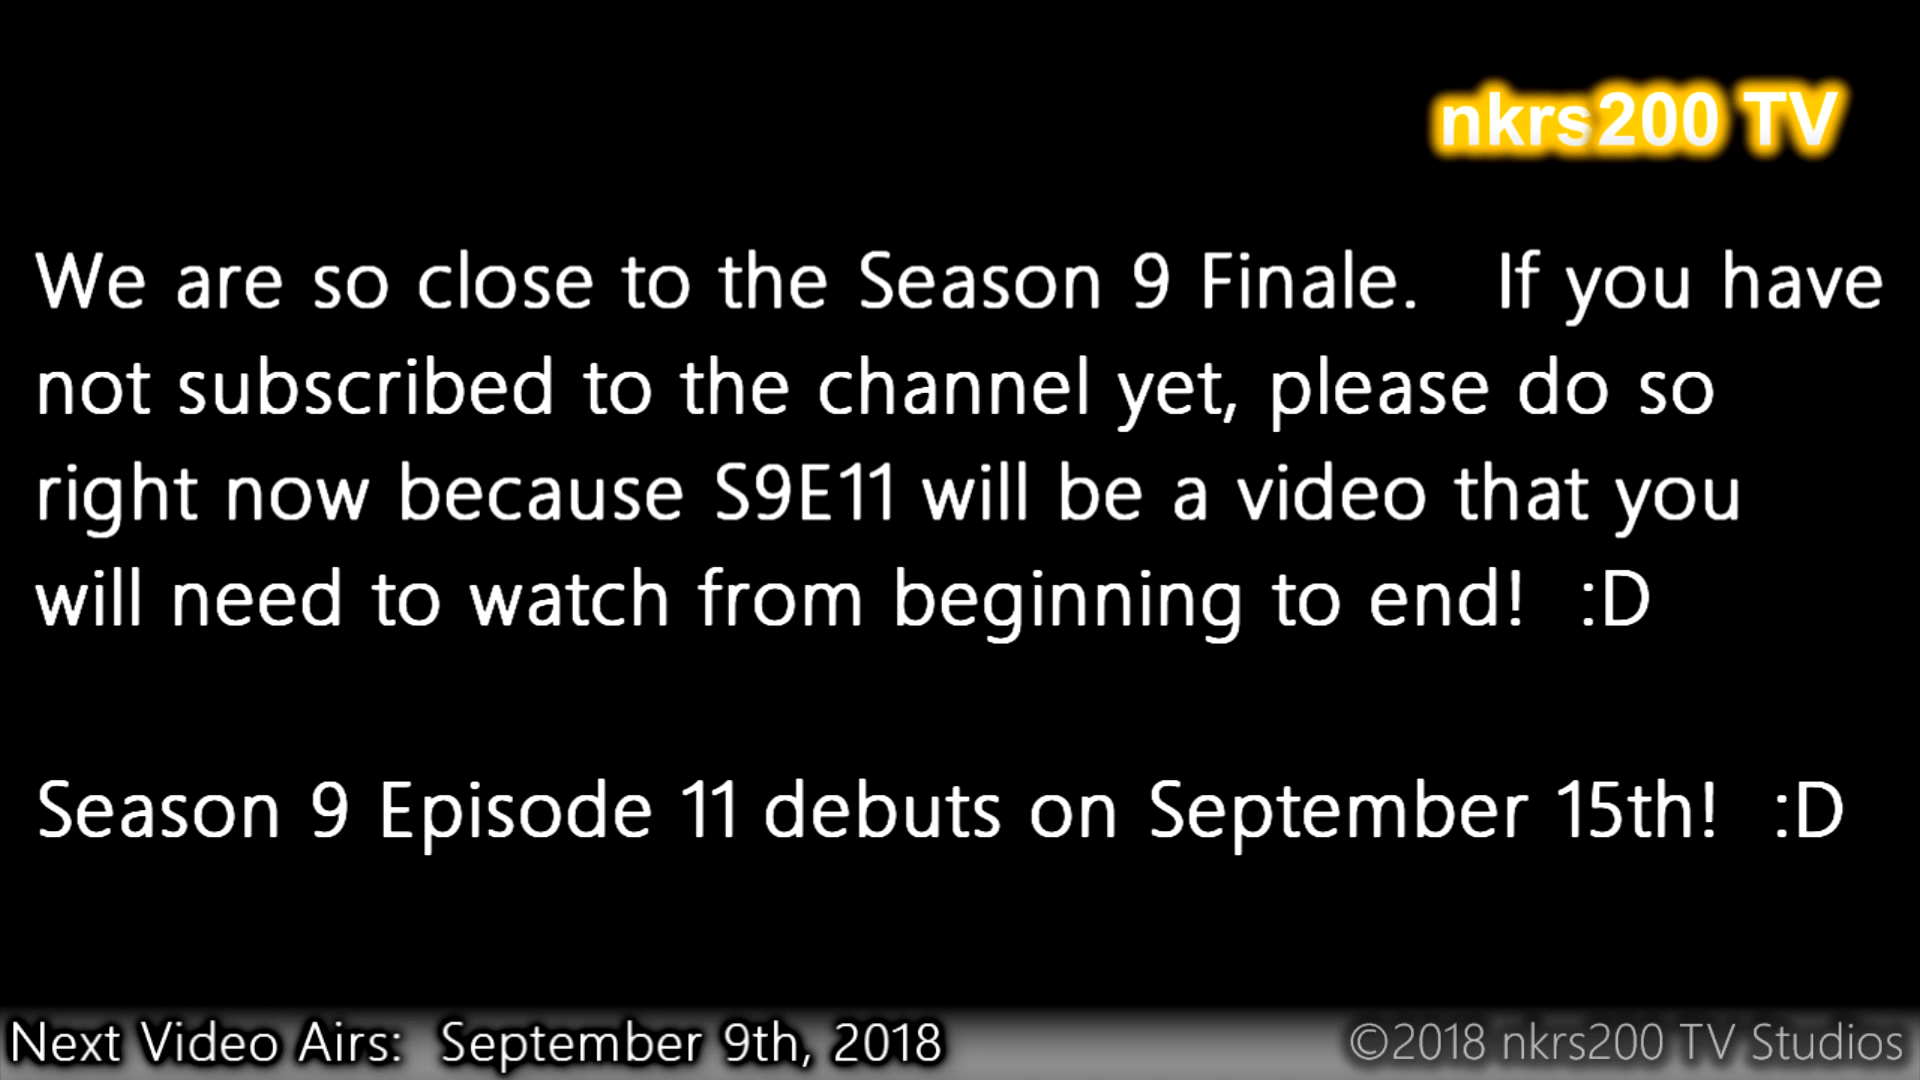 nkrs200 TV
We are so close to the Season 9 Finale.   If you have
not subscribed to the channel yet, please do so
right now because S9E11 will be a video that you
will need to watch from beginning to end!  :D
Season 9 Episode 11 debuts on September 15th!  :D
Next Video Airs:  September 9th, 2018
©2018 nkrs200 TV Studios